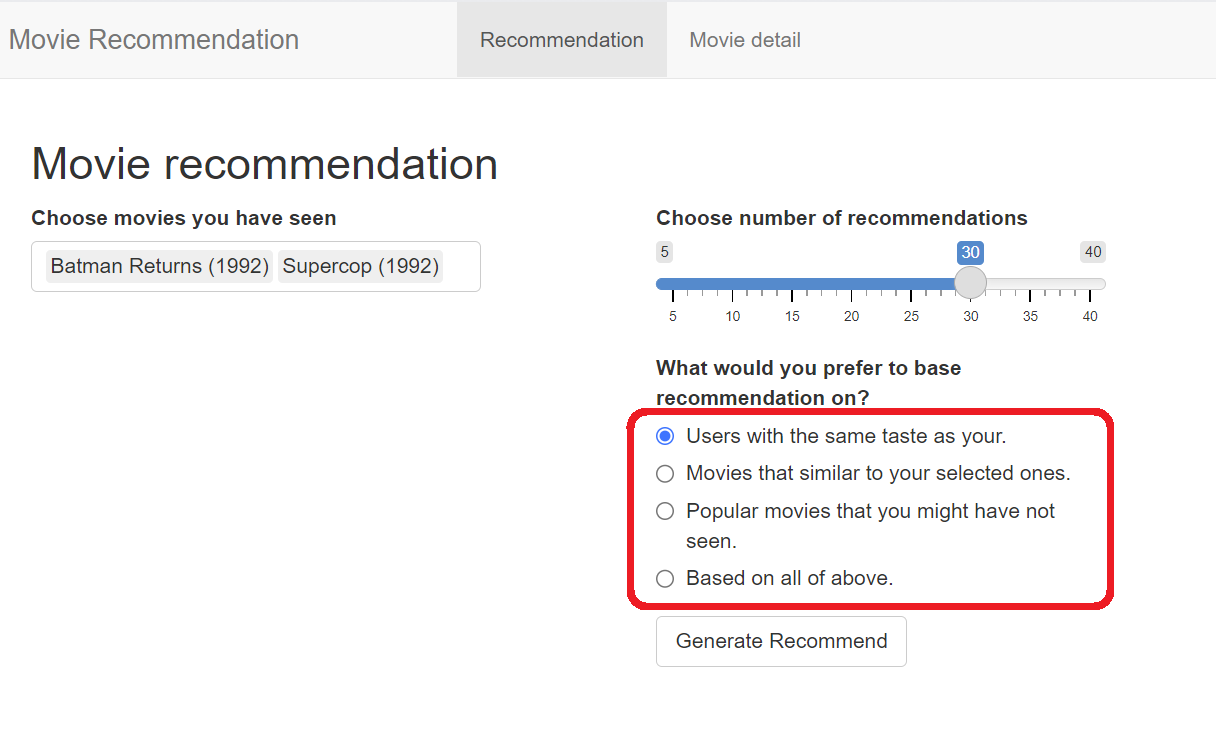 Movie Recommendation
Recommendation
Movie detail
Movie recommendation
Choose movies you have seen
Batman Returns (1992) Supercop (1992)
Choose number of recommendations
5 30 40
5 10 15 20 25 30 35 40
What would you prefer to base
recommendation on?
Users with the same taste as your.
Movies that similar to your selected ones.
Popular movies that you might have not
seen.
Based on all of above.
Generate Recommend